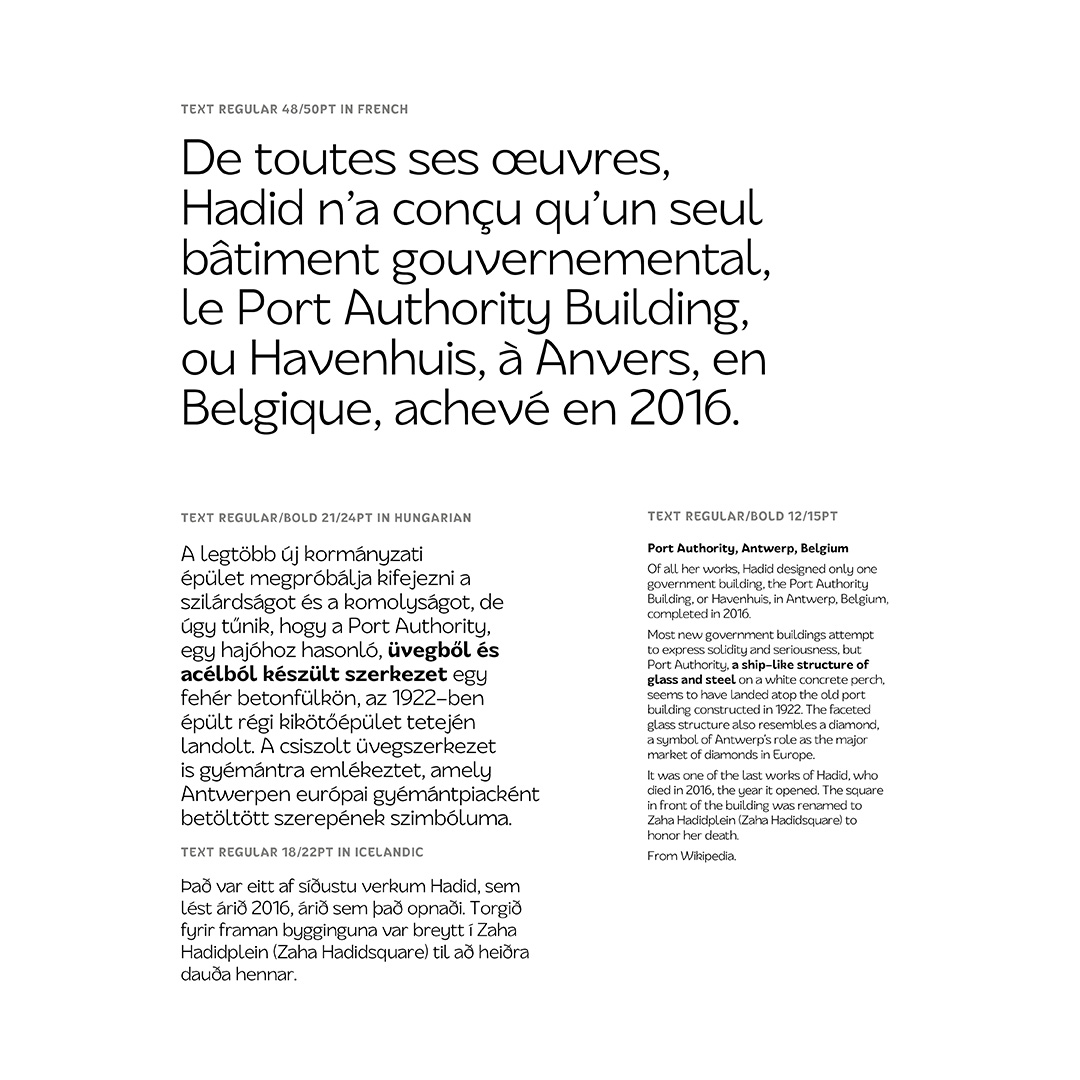 TEXT REGULAR 48/50PT IN FRENCH
De toutes ses œuvres,
Hadid n’a conçu qu’un seul
bâtiment gouvernemental,
le Port Authority Building,
ou Havenhuis, à Anvers, en
Belgique, achevé en 2016.
TEXT REGULAR/BOLD 21/24PT IN HUNGARIAN
A legtöbb új kormányzati
épület megpróbálja kifejezni a
szilárdságot és a komolyságot, de
úgy tűnik, hogy a Port Authority,
egy hajóhoz hasonló, üvegből és
acélból készült szerkezet egy
fehér betonfülkön, az 1922–ben
épült régi kikötőépület tetején
landolt. A csiszolt üvegszerkezet
is gyémántra emlékeztet, amely
Antwerpen európai gyémántpiacként
betöltött szerepének szimbóluma.
TEXT REGULAR 18/22PT IN ICELANDIC
Það var eitt af síðustu verkum Hadid, sem
lést árið 2016, árið sem það opnaði. Torgið
fyrir framan bygginguna var breytt í Zaha
Hadidplein (Zaha Hadidsquare) til að heiðra
dauða hennar.
TEXT REGULAR/BOLD 12/15PT
Port Authority, Antwerp, Belgium
Of all her works, Hadid designed only one
government building, the Port Authority
Building, or Havenhuis, in Antwerp, Belgium,
completed in 2016.
Most new government buildings attempt
to express solidity and seriousness, but
Port Authority, a ship–like structure of
glass and steel on a white concrete perch,
seems to have landed atop the old port
building constructed in 1922. The faceted
glass structure also resembles a diamond,
a symbol of Antwerp’s role as the major
market of diamonds in Europe.
It was one of the last works of Hadid, who
died in 2016, the year it opened. The square
in front of the building was renamed to
Zaha Hadidplein (Zaha Hadidsquare) to
honor her death.
From Wikipedia.